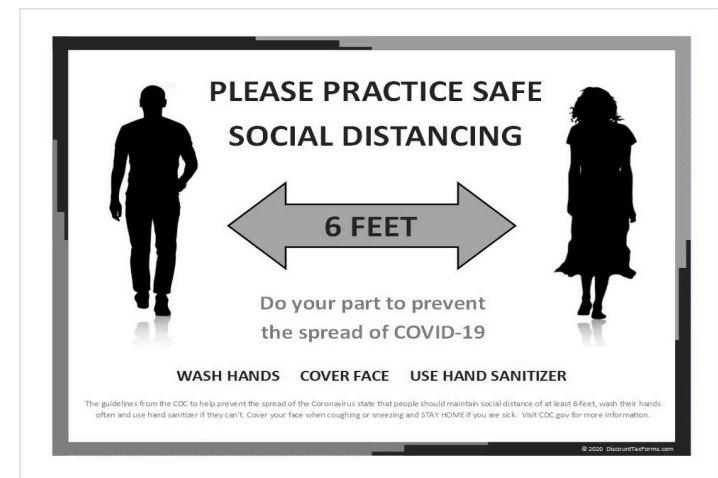 PLEASE PRACTICE SAFE
SOCIAL DISTANCING
6 FEET
Do your part to prevent
the spread of COVID-19
WASH HANDS COVER FACE USE HAND SANITIZER
The guidelines from the CDC to help prevent the spread of the Coronavirus state that people should maintain social distance of at least 6-feet, wash their hands
often and use hand sanitizer if they can't. Cover your face when coughing or sneezing and STAY HOME if you are sick. Visit CDC.gov for more information.
© 2020 DiscountTaxForms.com